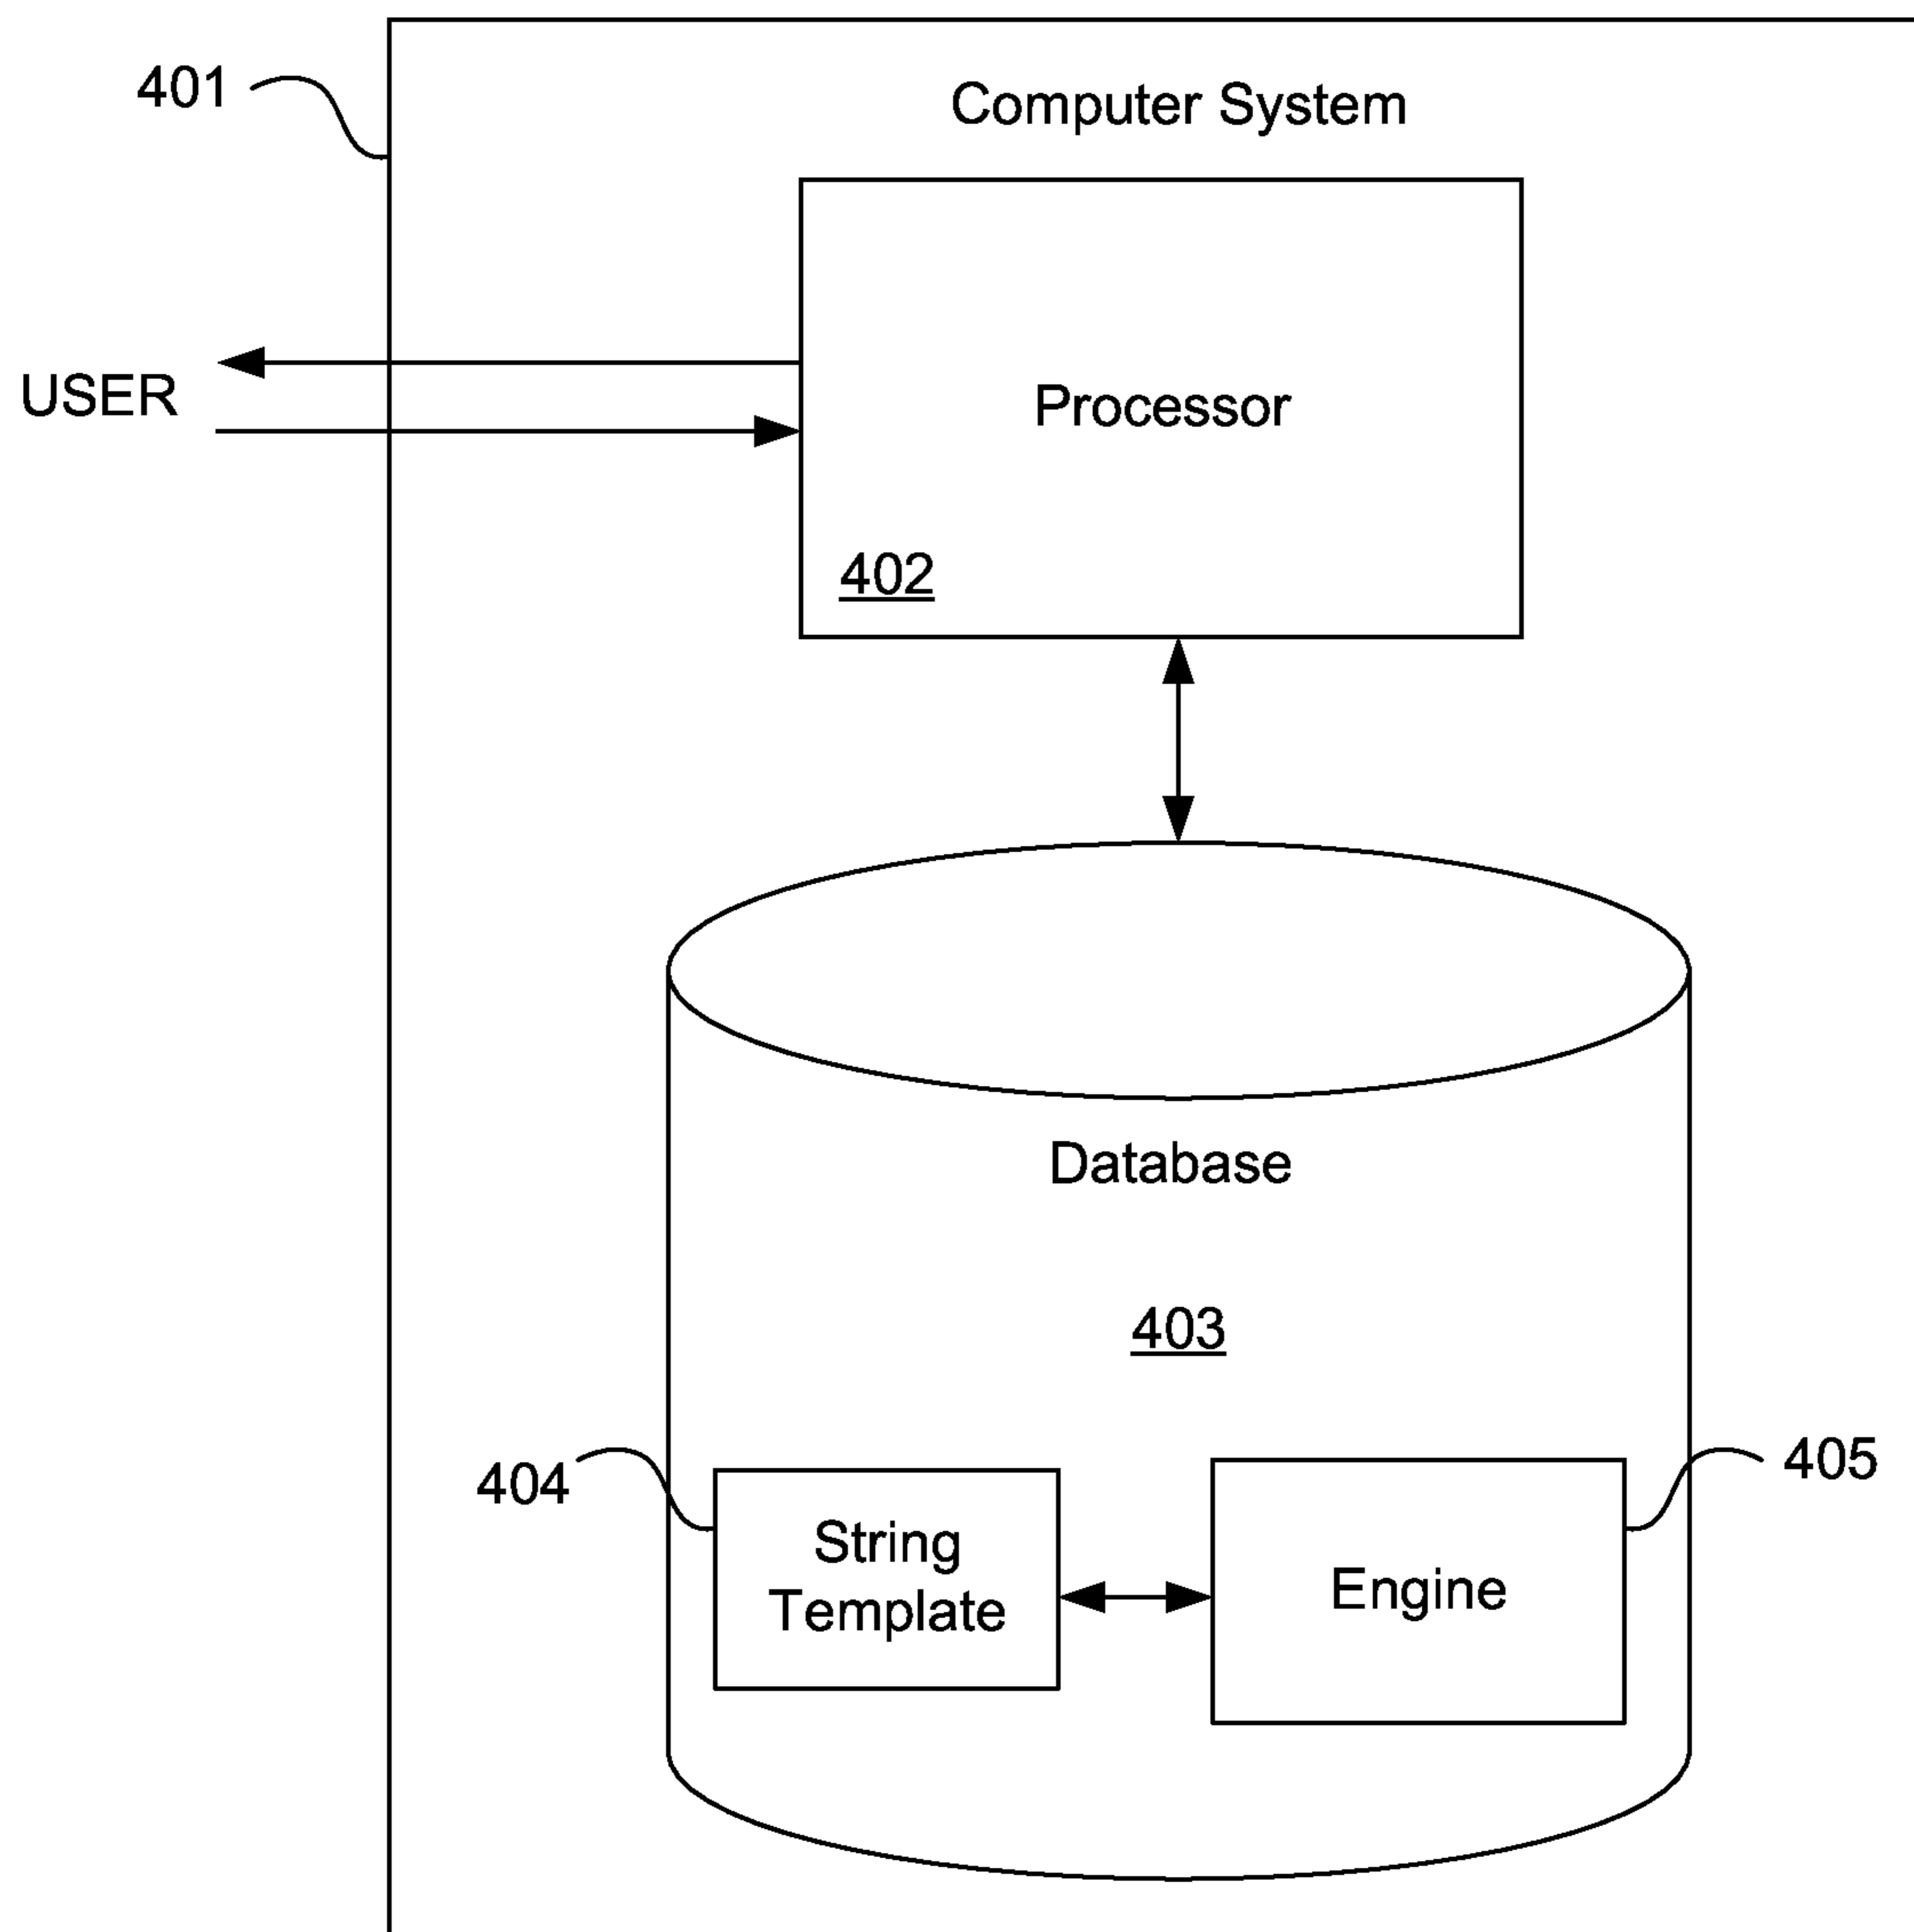 401
Computer System
USER
Processor
402
Database
403
404
405
String
Template
Engine